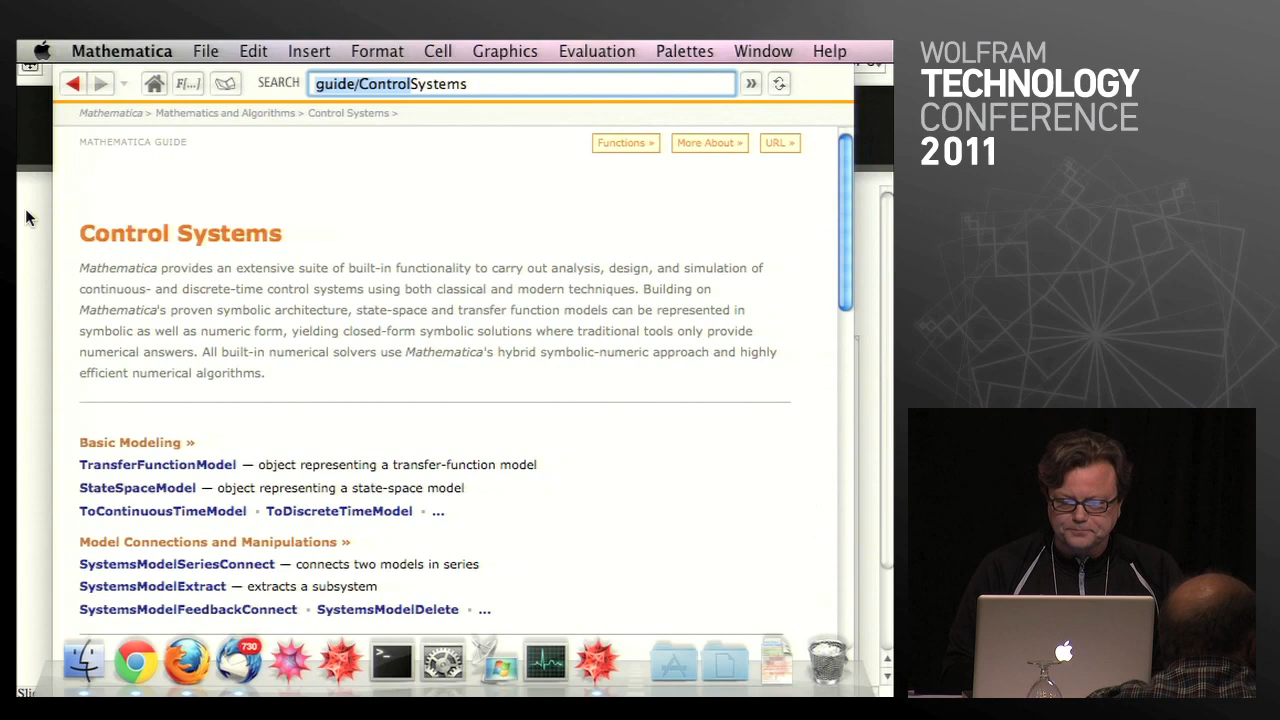 Mathematica File Edit Insert Format Cell Graphics Evaluation Palettes Window Help
F[...] SEARCH guide/ControlSystems »
Mathematica > Mathematics and Algorithms > Control Systems >
MATHEMATICA GUIDE Functions » More About » URL »
Control Systems
Mathematica provides an extensive suite of built-in functionality to carry out analysis, design, and simulation of
continuous- and discrete-time control systems using both classical and modern techniques. Building on
Mathematica's proven symbolic architecture, state-space and transfer function models can be represented in
symbolic as well as numeric form, yielding closed-form symbolic solutions where traditional tools only provide
numerical answers. All built-in numerical solvers use Mathematica's hybrid symbolic-numeric approach and highly
efficient numerical algorithms.
Basic Modeling »
TransferFunctionModel — object representing a transfer-function model
StateSpaceModel — object representing a state-space model
ToContinuousTimeModel ▪ ToDiscreteTimeModel ▪ ...
Model Connections and Manipulations »
SystemsModelSeriesConnect — connects two models in series
SystemsModelExtract — extracts a subsystem
SystemsModelFeedbackConnect ▪ SystemsModelDelete ▪ ...
730
WOLFRAM
TECHNOLOGY
CONFERENCE
2011